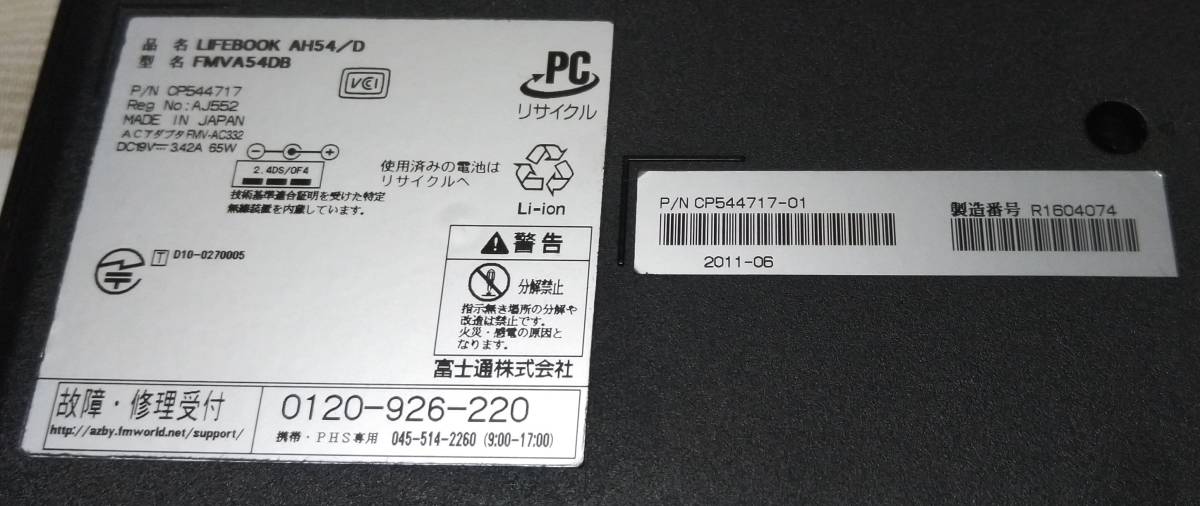 品 名 LIFEBOOK AH54/D
型 名 FMVA54DB
VCI
P/N CP544717
Reg No:AJ552
MADE IN JAPAN
ACアダプタ FMV-AC332
DC19V⎓3.42A 65W
2.4DS/OF4
技術基準適合証明を受けた特定
無線装置を内蔵しています。
T D10-0270005
PC
リサイクル
使用済みの電池は
リサイクルへ
Li-ion
警告
分解禁止
指示無き場所の分解や
改造は禁止です。
火災・感電の原因と
なります。
富士通株式会社
故障・修理受付
http://azby.fmworld.net/support/
0120-926-220
携帯・PHS専用 045-514-2260 (9:00-17:00)
P/N CP544717-01
2011-06
製造番号 R1604074